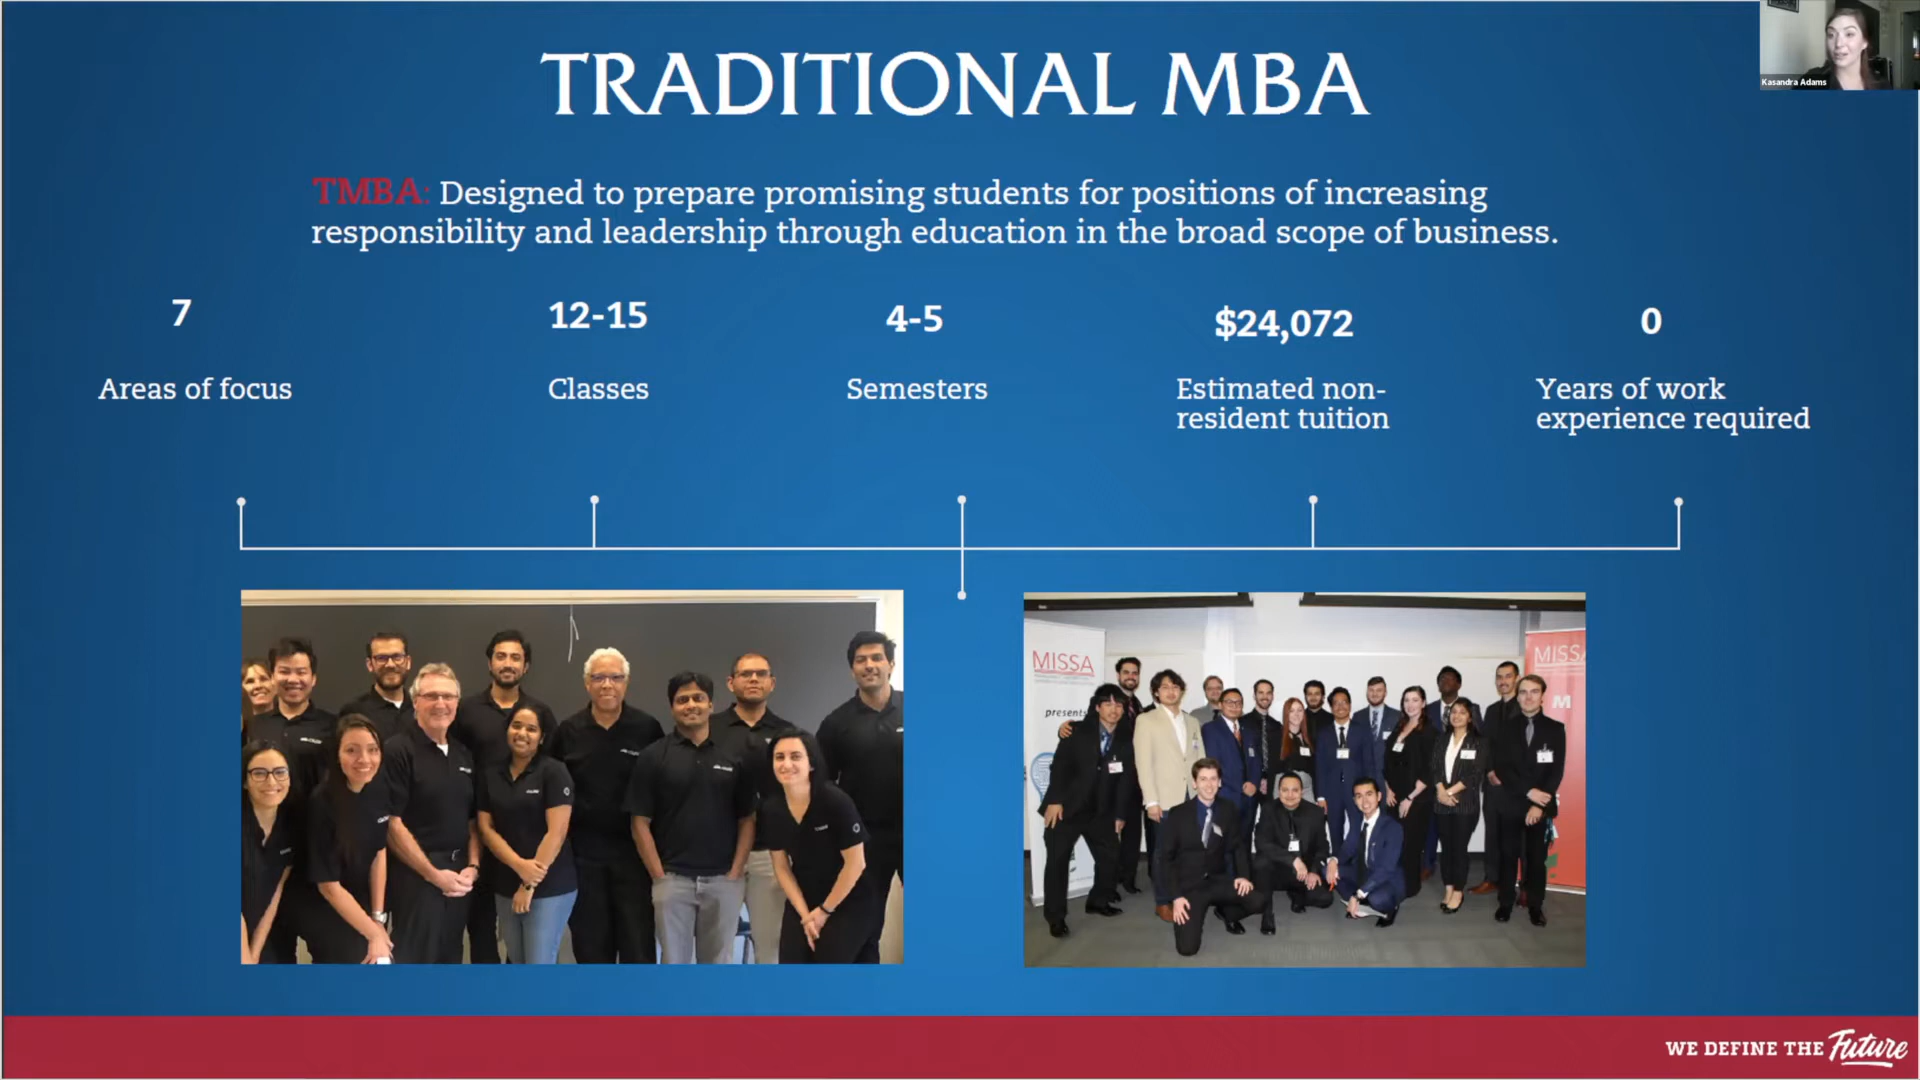 TRADITIONAL MBA
Kasandra Adams
TMBA: Designed to prepare promising students for positions of increasing
responsibility and leadership through education in the broad scope of business.
7
12-15
4-5
$24,072
0
Areas of focus
Classes
Semesters
Estimated non-
resident tuition
Years of work
experience required
MISSA
presents
MISSA
M
WE DEFINE THE Future